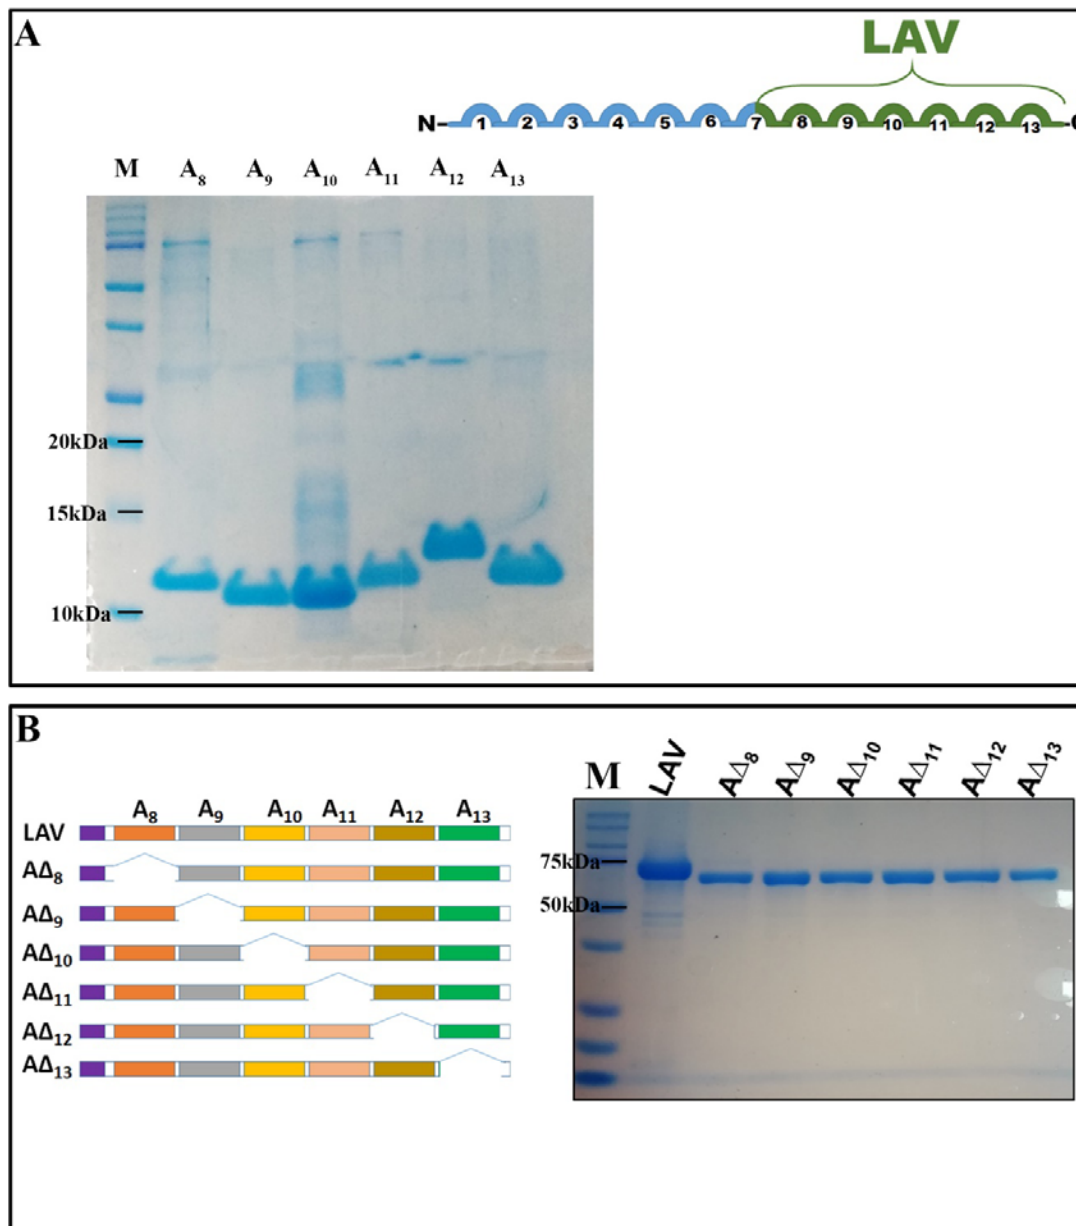 A
LAV
N- 1 2 3 4 5 6 7 8 9 10 11 12 13
M A₈ A₉ A₁₀ A₁₁ A₁₂ A₁₃
20kDa
15kDa
10kDa
B
M LAV AΔ₈ AΔ₉ AΔ₁₀ AΔ₁₁ AΔ₁₂ AΔ₁₃
A₈ A₉ A₁₀ A₁₁ A₁₂ A₁₃
LAV
AΔ₈
AΔ₉
AΔ₁₀
AΔ₁₁
AΔ₁₂
AΔ₁₃
75kDa
50kDa